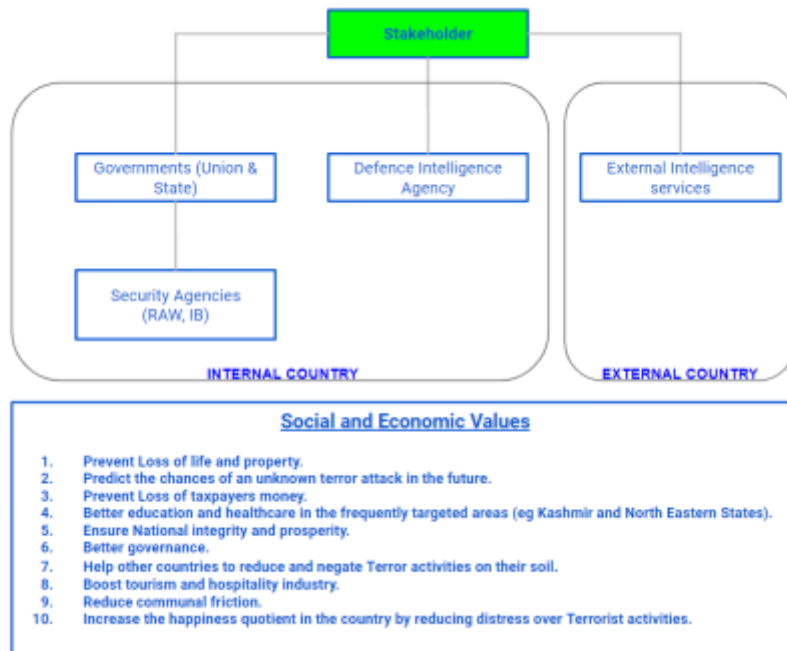 Stakeholder
Governments (Union &
State)
Defence Intelligence
Agency
External Intelligence
services
Security Agencies
(RAW, IB)
INTERNAL COUNTRY
EXTERNAL COUNTRY
Social and Economic Values
1. Prevent Loss of life and property.
2. Predict the chances of an unknown terror attack in the future.
3. Prevent Loss of taxpayers money.
4. Better education and healthcare in the frequently targeted areas (eg Kashmir and North Eastern States).
5. Ensure National integrity and prosperity.
6. Better governance.
7. Help other countries to reduce and negate Terror activities on their soil.
8. Boost tourism and hospitality industry.
9. Reduce communal friction.
10. Increase the happiness quotient in the country by reducing distress over Terrorist activities.